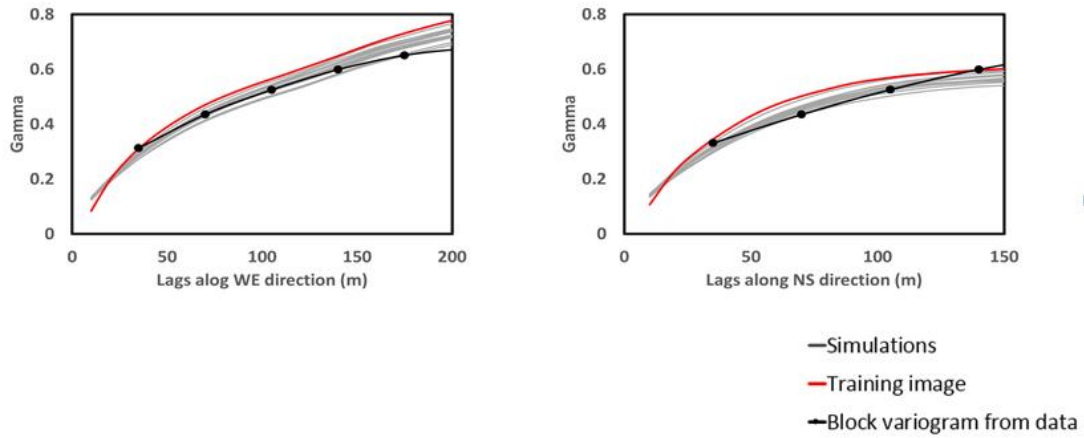 0.8
0.6
0.4
0.2
0
Gamma
0 50 100 150 200
Lags alog WE direction (m)
0.8
0.6
0.4
0.2
0
Gamma
0 50 100 150
Lags along NS direction (m)
Simulations
Training image
Block variogram from data